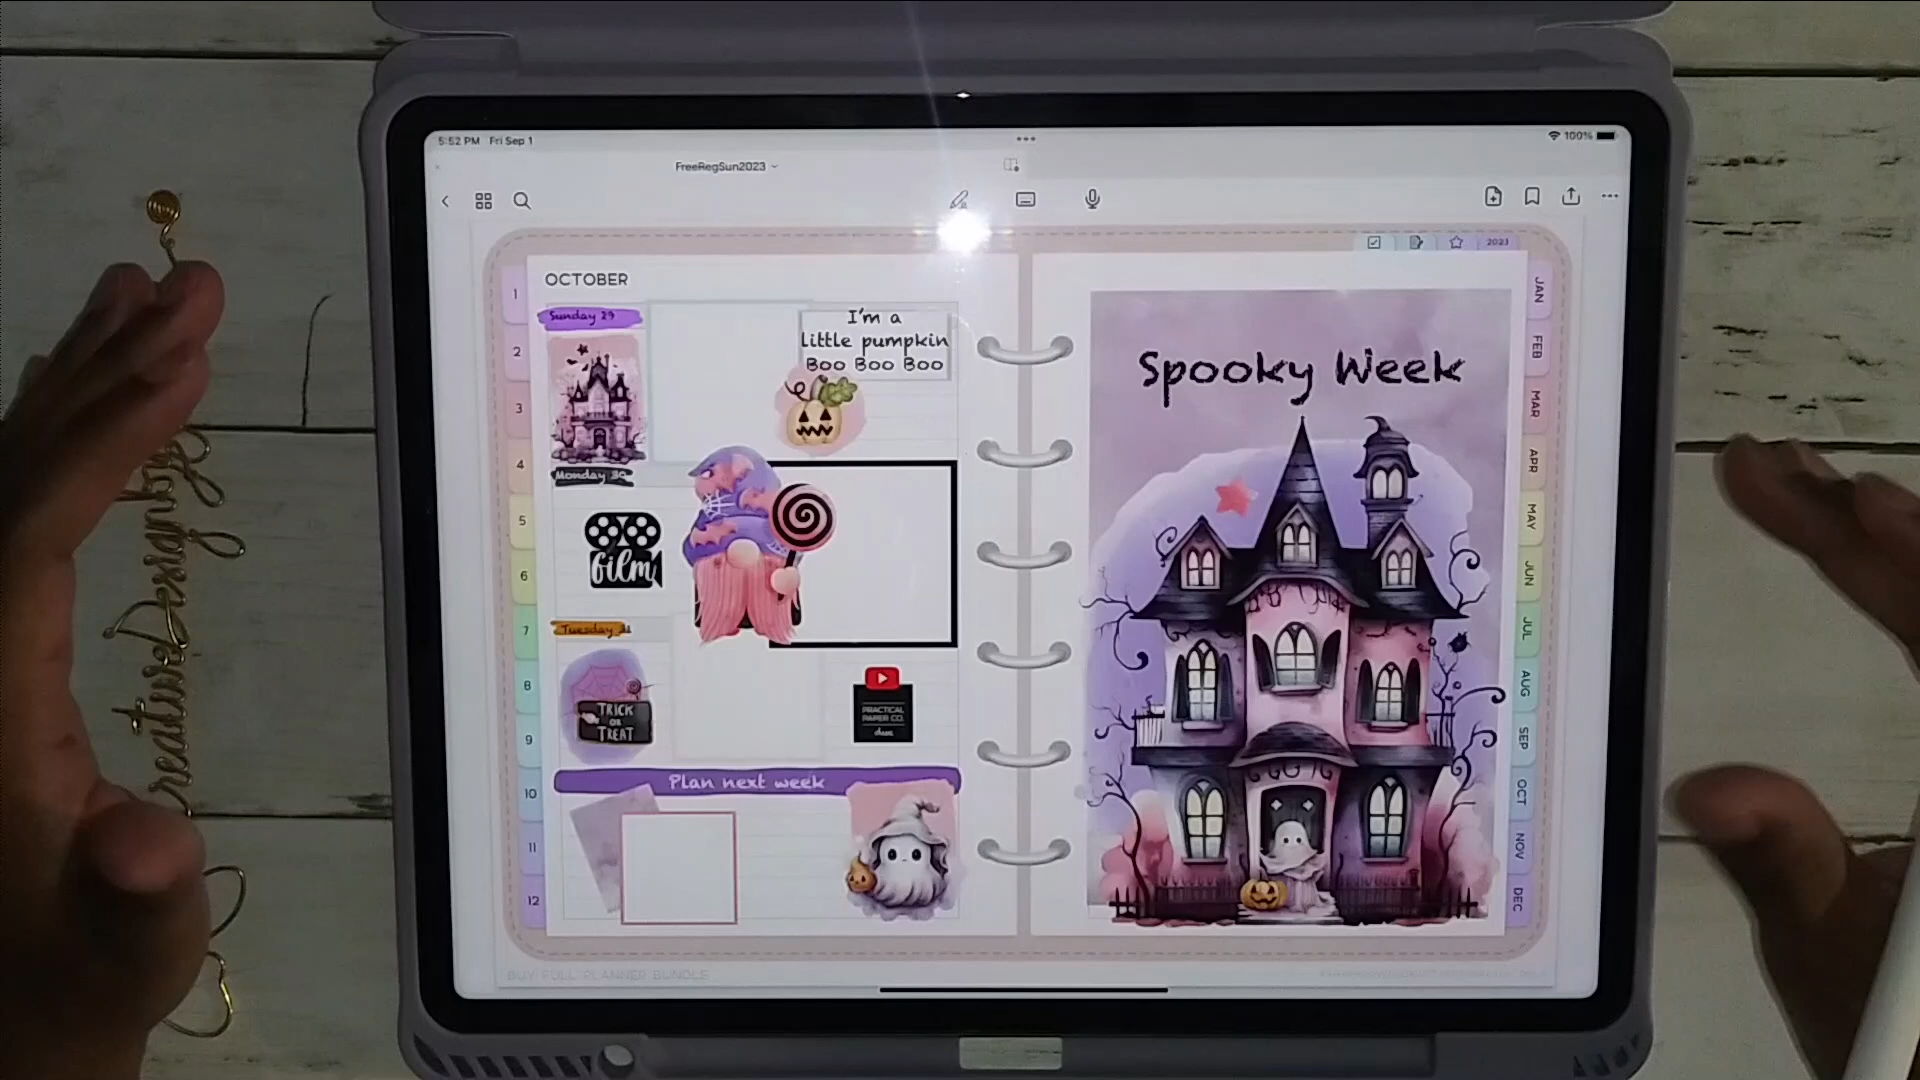 5:52 PM Fri Sep 1
100%
FreeRegSun2023
2023
OCTOBER
Sunday 29
I'm a
little pumpkin
Boo Boo Boo
Monday 30
film
Tuesday 31
TRICK
OR
TREAT
PRACTICAL
PAPER CO.
Plan next week
BUY FULL PLANNER BUNDLE
1
2
3
4
5
6
7
8
9
10
11
12
Spooky Week
JAN
FEB
MAR
APR
MAY
JUN
JUL
AUG
SEP
OCT
NOV
DEC